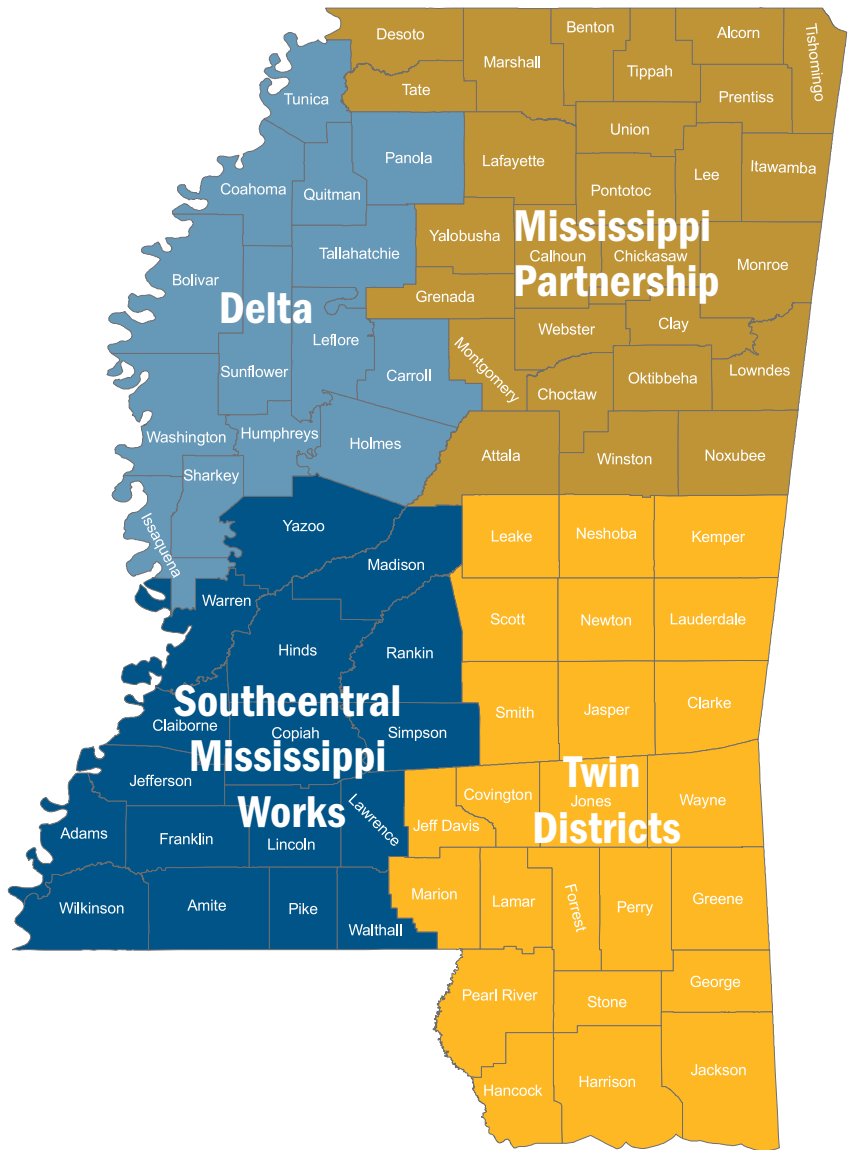 Desoto
Benton
Alcorn
Tishomingo
Marshall
Tippah
Tate
Prentiss
Tunica
Union
Panola
Lafayette
Itawamba
Lee
Coahoma
Quitman
Pontotoc
Yalobusha
Mississippi
Tallahatchie
Calhoun
Chickasaw
Monroe
Bolivar
Partnership
Grenada
Delta
Webster
Clay
Leflore
Montgomery
Sunflower
Carroll
Lowndes
Oktibbeha
Choctaw
Washington
Humphreys
Holmes
Attala
Winston
Noxubee
Sharkey
Issaquena
Yazoo
Leake
Neshoba
Kemper
Madison
Warren
Scott
Newton
Lauderdale
Hinds
Rankin
Southcentral
Smith
Jasper
Clarke
Claiborne
Copiah
Simpson
Mississippi
Jefferson
Twin
Covington
Jones
Wayne
Works
Lawrence
Jeff Davis
Districts
Adams
Franklin
Lincoln
Marion
Lamar
Forrest
Perry
Greene
Wilkinson
Amite
Pike
Walthall
George
Pearl River
Stone
Jackson
Hancock
Harrison